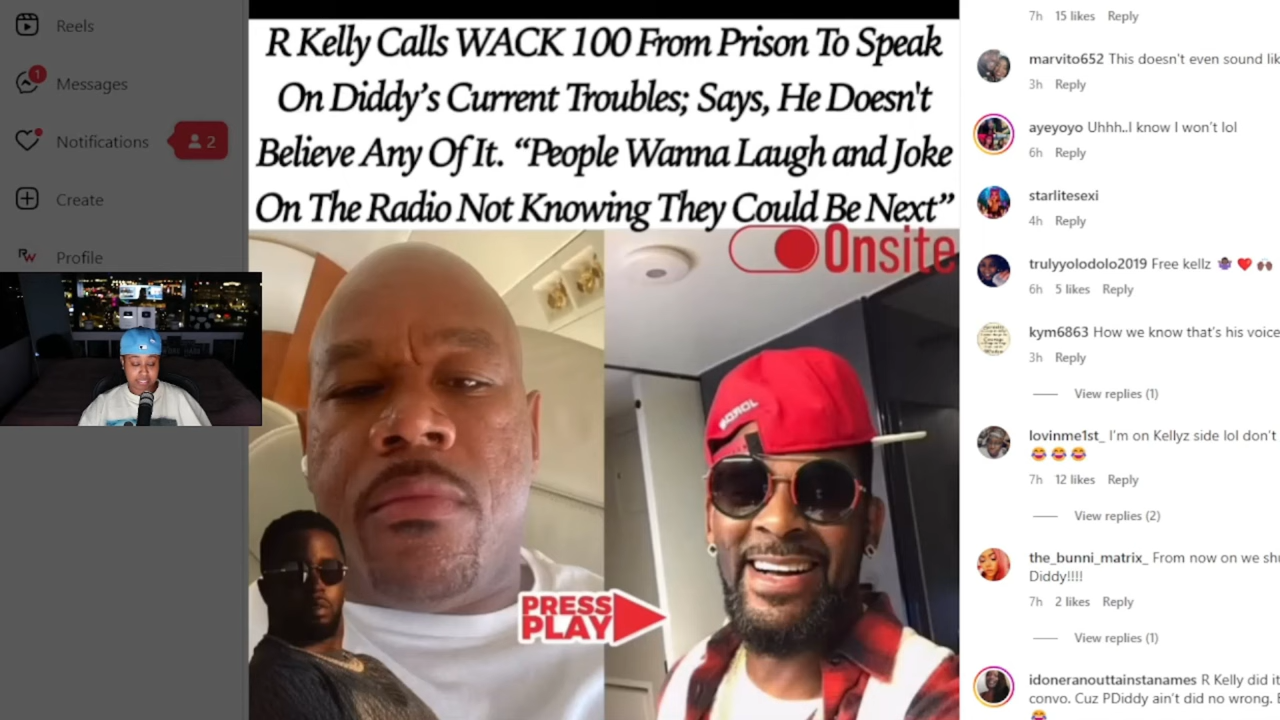 Reels
1
Messages
Notifications
2
Create
RW
Profile
R Kelly Calls WACK 100 From Prison To Speak
On Diddy's Current Troubles; Says, He Doesn't
Believe Any Of It. “People Wanna Laugh and Joke
On The Radio Not Knowing They Could Be Next”
Onsite
PRESS
PLAY
7h 15 likes Reply
marvito652 This doesn't even sound
3h Reply
ayeyoyo Uhhh..I know I won't lol
6h Reply
starlitesexi
4h Reply
trulyyolodolo2019 Free kellz
6h 5 likes Reply
kym6863 How we know that's his voice
3h Reply
View replies (1)
lovinme1st_ I'm on Kellyz side lol don't
7h 12 likes Reply
View replies (2)
the_bunni_matrix_ From now on we
Diddy!!!!
7h 2 likes Reply
View replies (1)
idoneranouttainstanames R Kelly did it
convo. Cuz PDiddy ain't did no wrong.